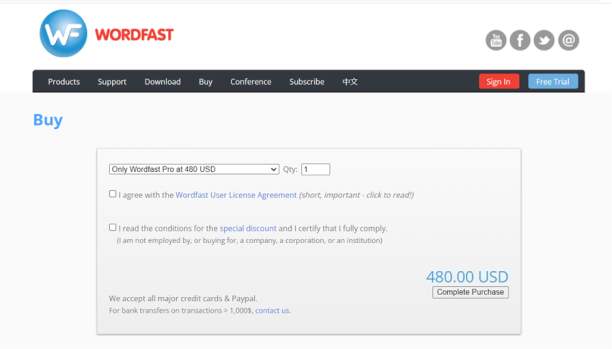 WF WORDFAST
You Tube f @
Products Support Download Buy Conference Subscribe 中文 Sign In Free Trial
Buy
Only Wordfast Pro at 480 USD Qty: 1
I agree with the Wordfast User License Agreement (short, important - click to read!)
I read the conditions for the special discount and I certify that I fully comply.
(I am not employed by, or buying for, a company, a corporation, or an institution)
480.00 USD
Complete Purchase
We accept all major credit cards & Paypal.
For bank transfers on transactions > 1,000$, contact us.